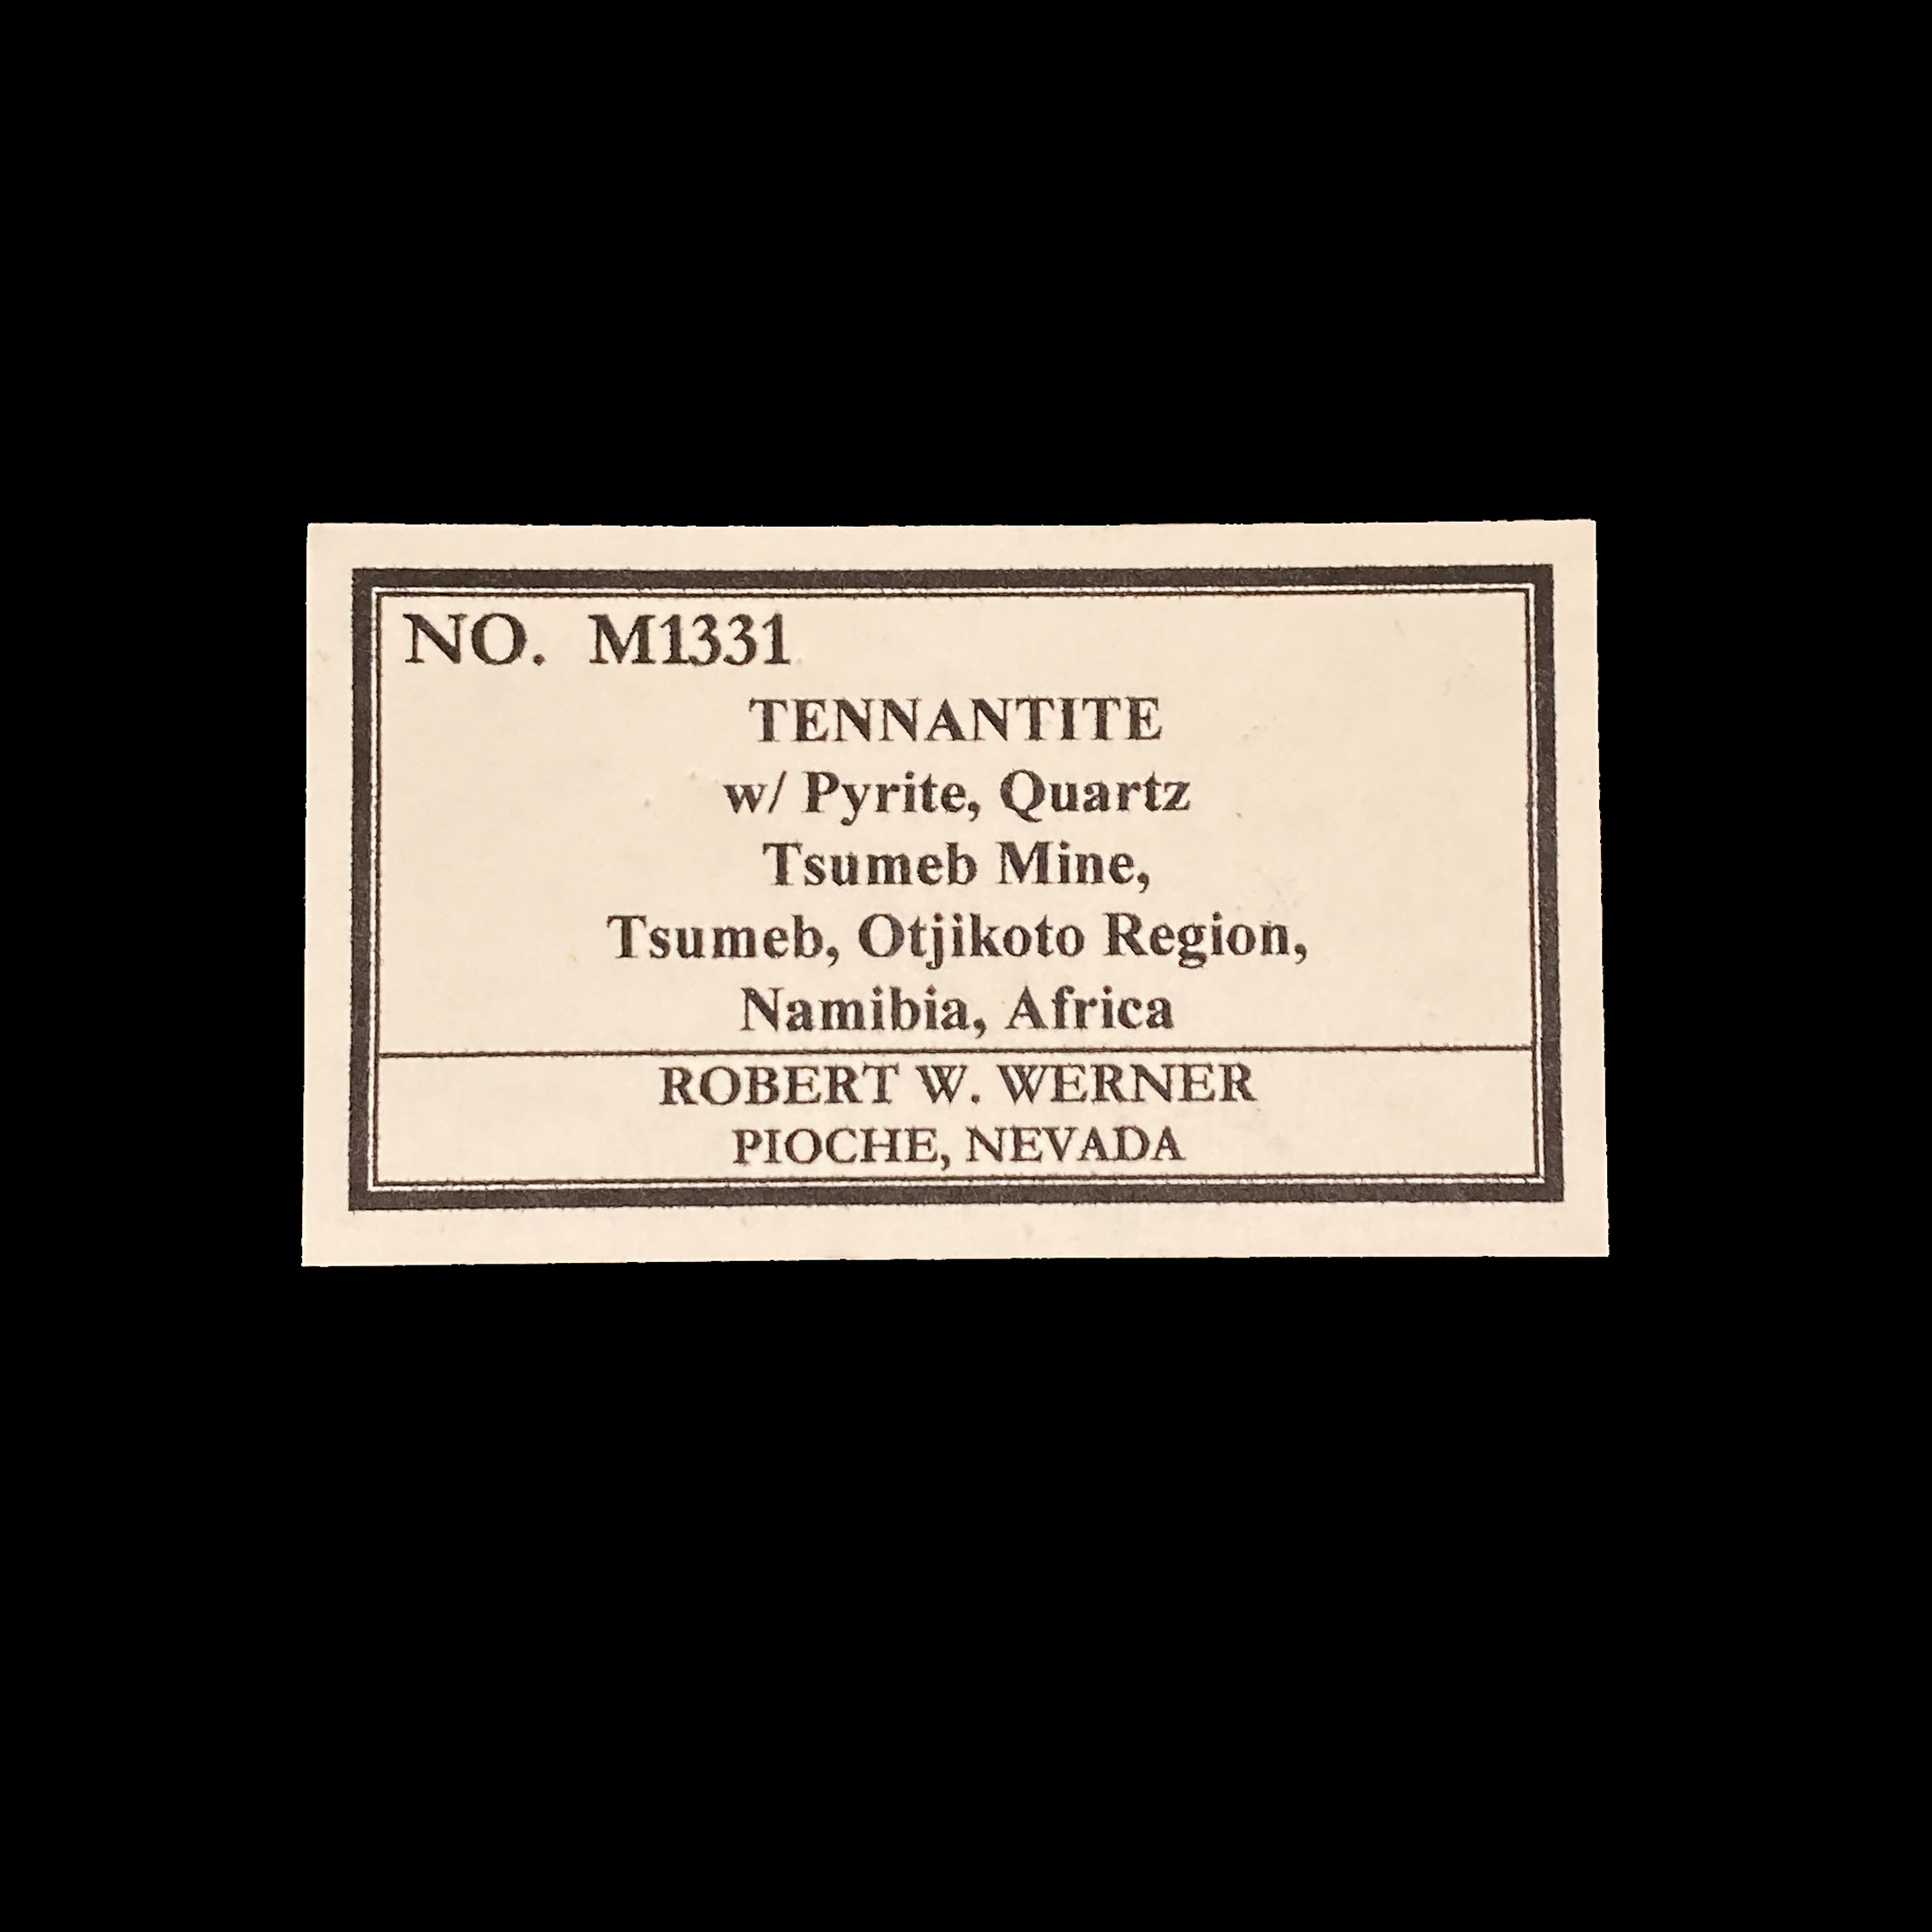 NO. M1331
TENNANTITE
w/ Pyrite, Quartz
Tsumeb Mine,
Tsumeb, Otjikoto Region,
Namibia, Africa
ROBERT W. WERNER
PIOCHE, NEVADA